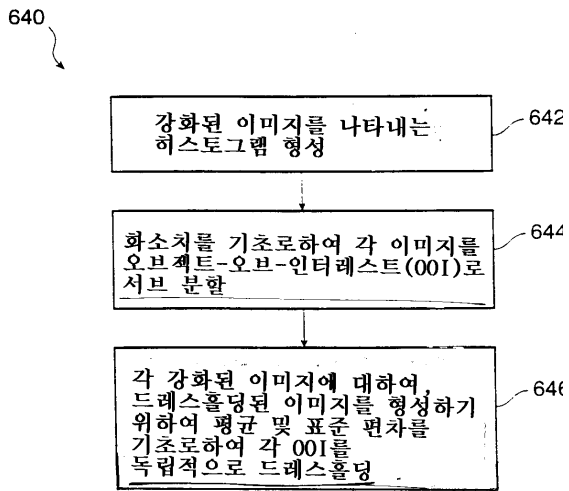 640
강화된 이미지를 나타내는
히스토그램 형성
642
화소치를 기초로하여 각 이미지를
오브젝트-오브-인터레스트(OOI)로
서브 분할
644
각 강화된 이미지에 대하여,
드레스홀딩된 이미지를 형성하기
위하여 평균 및 표준 편차를
기초로하여 각 OOI를
독립적으로 드레스홀딩
646